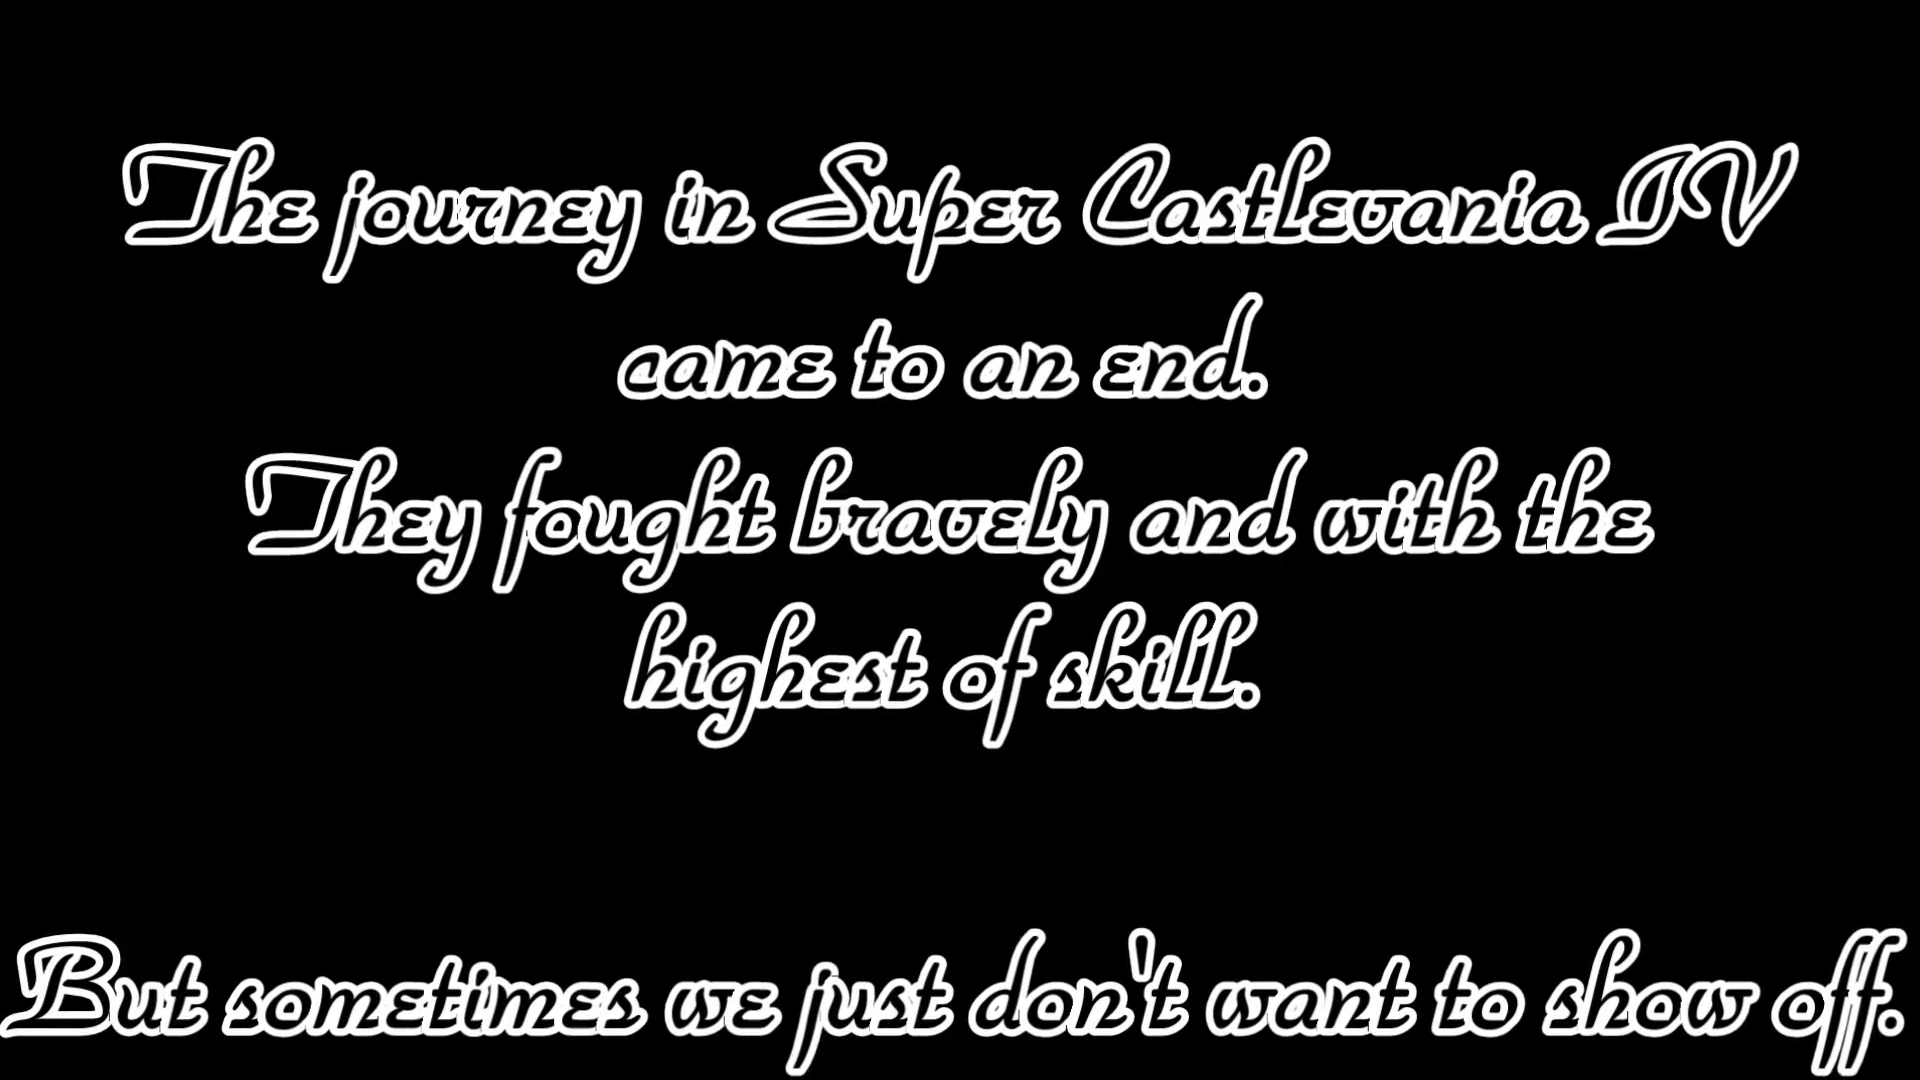 The journey in Super Castlevania IV
came to an end.
They fought bravely and with the
highest of skill.
But sometimes we just don't want to show off.